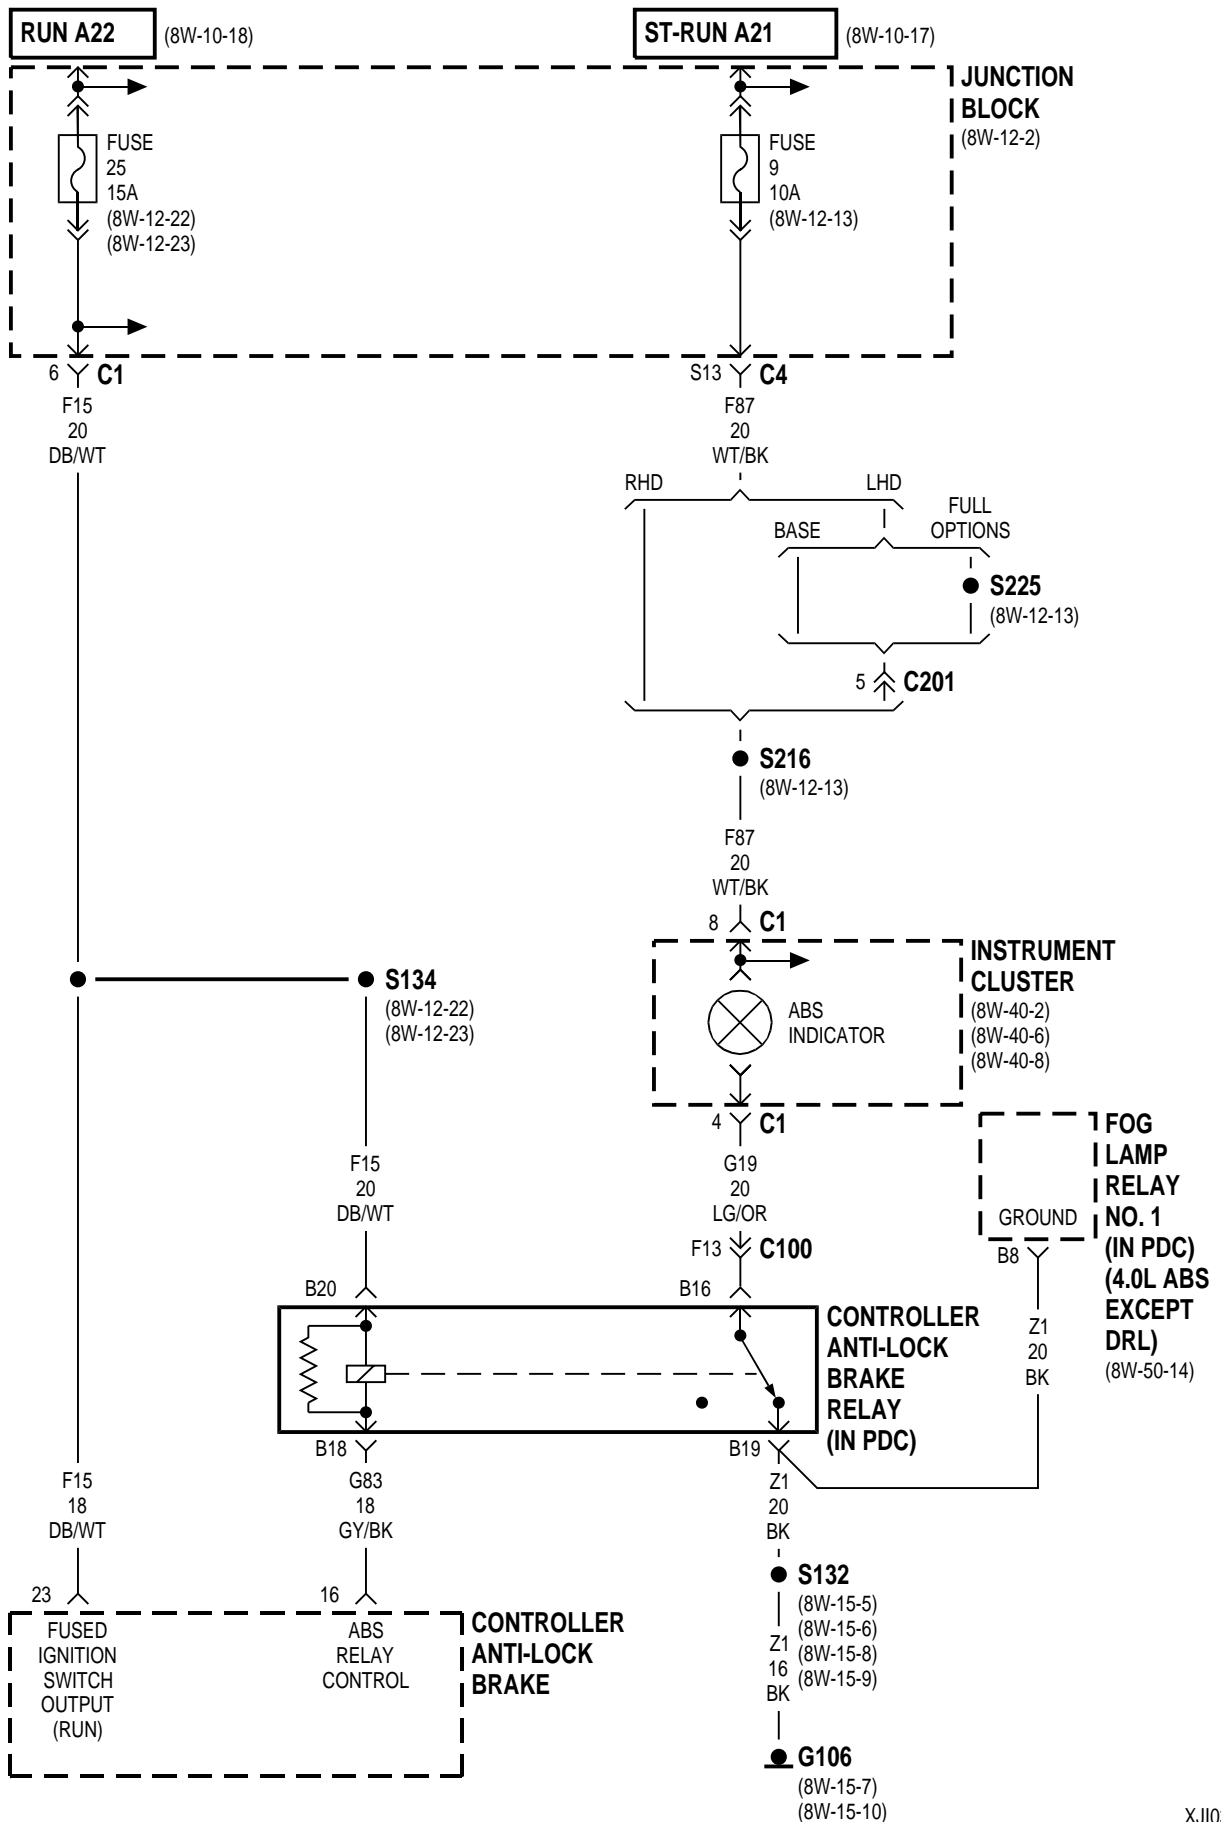 RUN A22
(8W-10-18)
ST-RUN A21
(8W-10-17)
JUNCTION
BLOCK
(8W-12-2)
FUSE
25
15A
(8W-12-22)
(8W-12-23)
FUSE
9
10A
(8W-12-13)
6
C1
S13
C4
F15
20
DB/WT
F87
20
WT/BK
RHD
LHD
BASE
FULL
OPTIONS
S225
(8W-12-13)
5
C201
S216
(8W-12-13)
F87
20
WT/BK
8
C1
INSTRUMENT
CLUSTER
(8W-40-2)
(8W-40-6)
(8W-40-8)
S134
(8W-12-22)
(8W-12-23)
ABS
INDICATOR
4
C1
FOG
LAMP
RELAY
NO. 1
(IN PDC)
(4.0L ABS
EXCEPT
DRL)
(8W-50-14)
GROUND
B8
F15
20
DB/WT
G19
20
LG/OR
F13
C100
B20
B16
CONTROLLER
ANTI-LOCK
BRAKE
RELAY
(IN PDC)
Z1
20
BK
B18
B19
F15
18
DB/WT
G83
18
GY/BK
Z1
20
BK
23
16
S132
(8W-15-5)
(8W-15-6)
(8W-15-8)
(8W-15-9)
Z1
16
BK
FUSED
IGNITION
SWITCH
OUTPUT
(RUN)
ABS
RELAY
CONTROL
CONTROLLER
ANTI-LOCK
BRAKE
G106
(8W-15-7)
(8W-15-10)